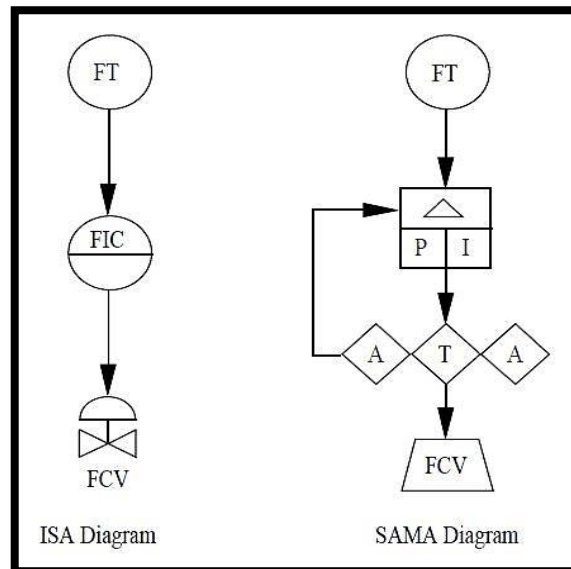 FT FT
FIC
P I
A T A
FCV
FCV
ISA Diagram SAMA Diagram